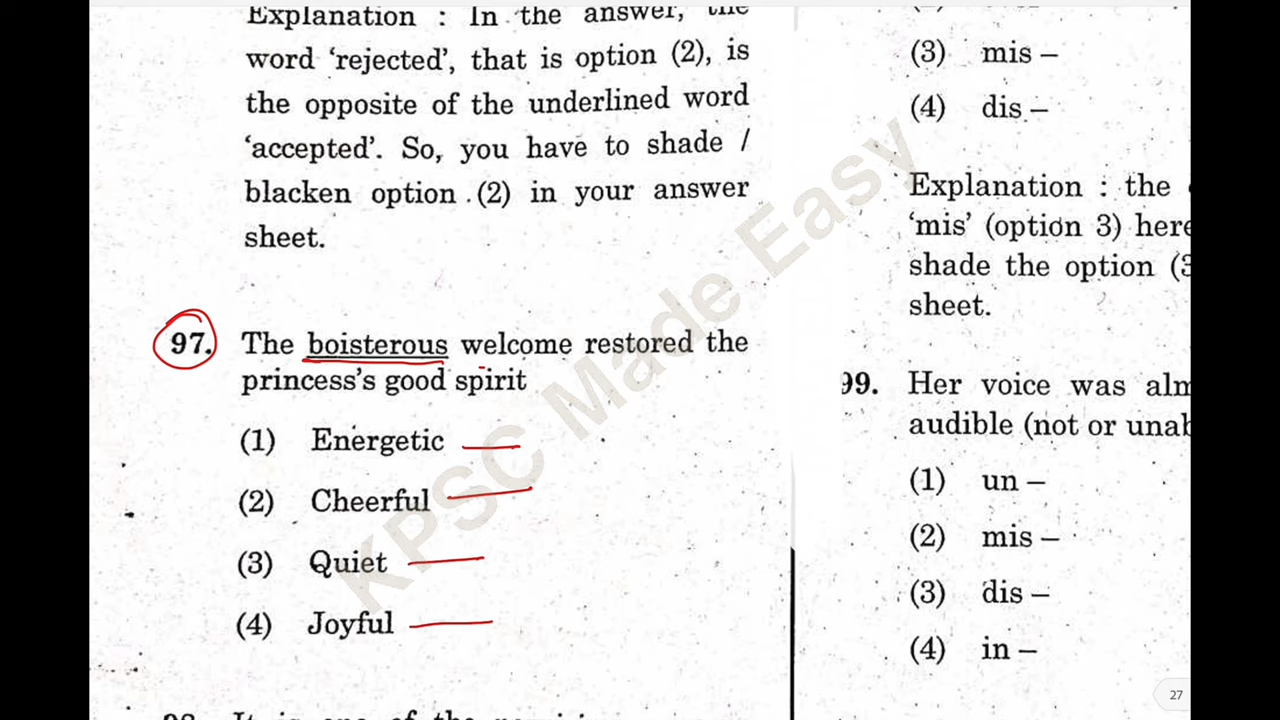 Explanation : In the answer, the
word ‘rejected’, that is option (2), is
the opposite of the underlined word
‘accepted’. So, you have to shade /
blacken option (2) in your answer
sheet.
97. The boisterous welcome restored the
princess’s good spirit
(1) Energetic
(2) Cheerful
(3) Quiet
(4) Joyful
(3) mis –
(4) dis –
Explanation : the
‘mis’ (option 3) here
shade the option (3
sheet.
99. Her voice was alm
audible (not or unab
(1) un –
(2) mis –
(3) dis –
(4) in –
KPSC Made Easy
27